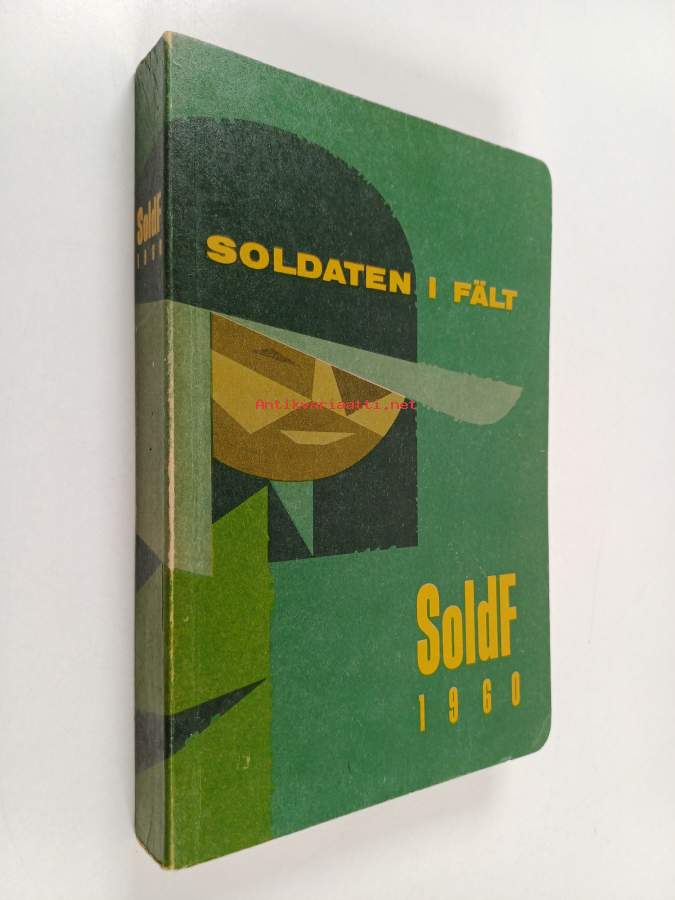 SOLDATEN I FÄLT
SoldF
1960
SoldF
1960
Antikvariaatti.net